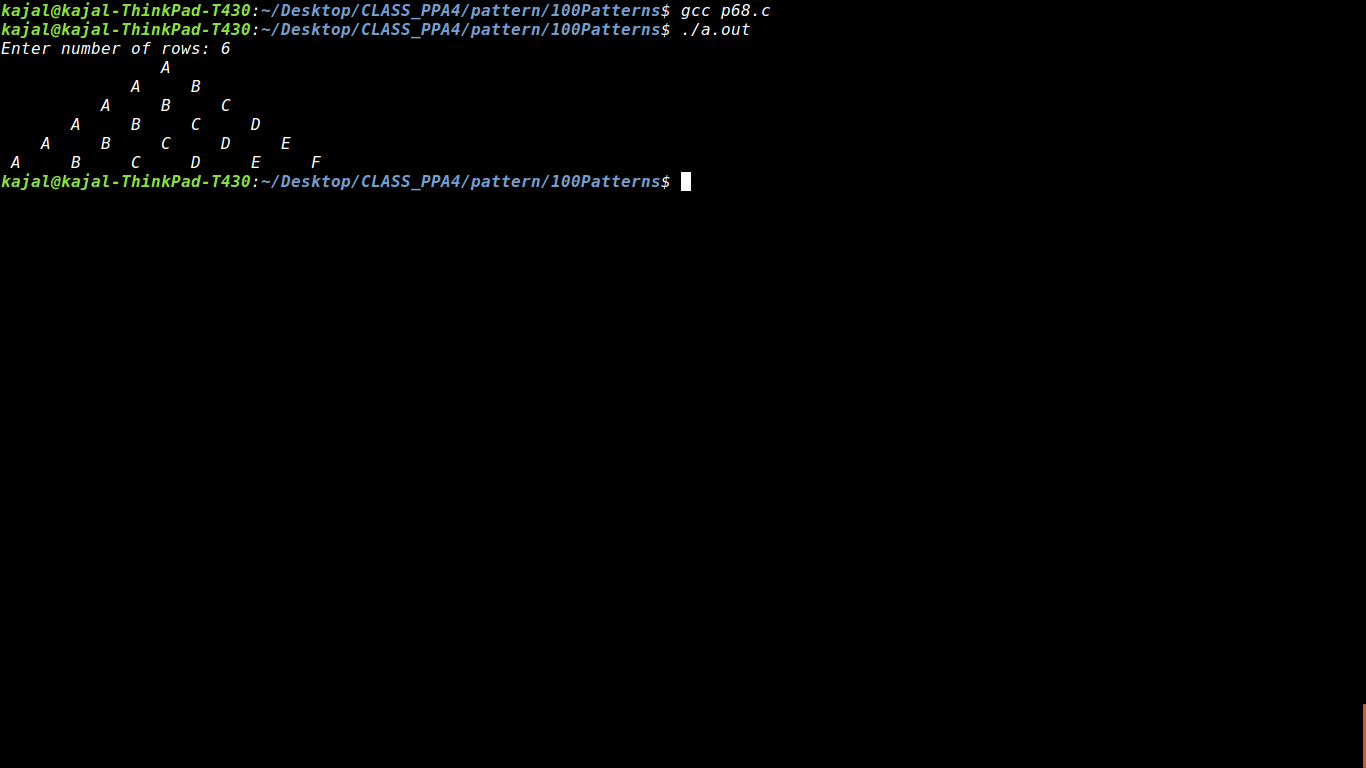 kajal@kajal-ThinkPad-T430:~/Desktop/CLASS_PPA4/pattern/100Patterns$ gcc p68.c
kajal@kajal-ThinkPad-T430:~/Desktop/CLASS_PPA4/pattern/100Patterns$ ./a.out
Enter number of rows: 6
                A
             A     B
          A     B     C
       A     B     C     D
    A     B     C     D     E
 A     B     C     D     E     F
kajal@kajal-ThinkPad-T430:~/Desktop/CLASS_PPA4/pattern/100Patterns$